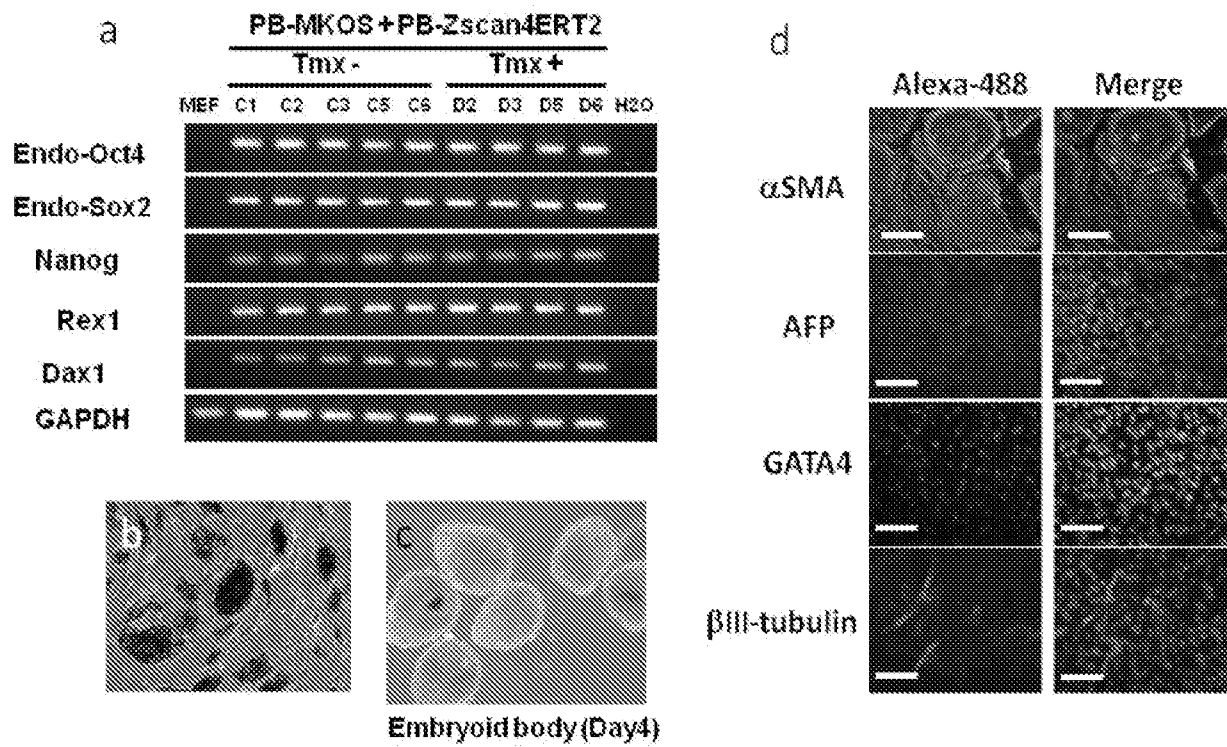 a
PB-MKOS+PB-Zscan4ERT2
Tmx - Tmx +
MEF C1 C2 C3 C5 C6 D2 D3 D5 D6 H2O
Endo-Oct4
Endo-Sox2
Nanog
Rex1
Dax1
GAPDH
b
c
Embryoid body (Day4)
d
Alexa-488 Merge
αSMA
AFP
GATA4
βIII-tubulin